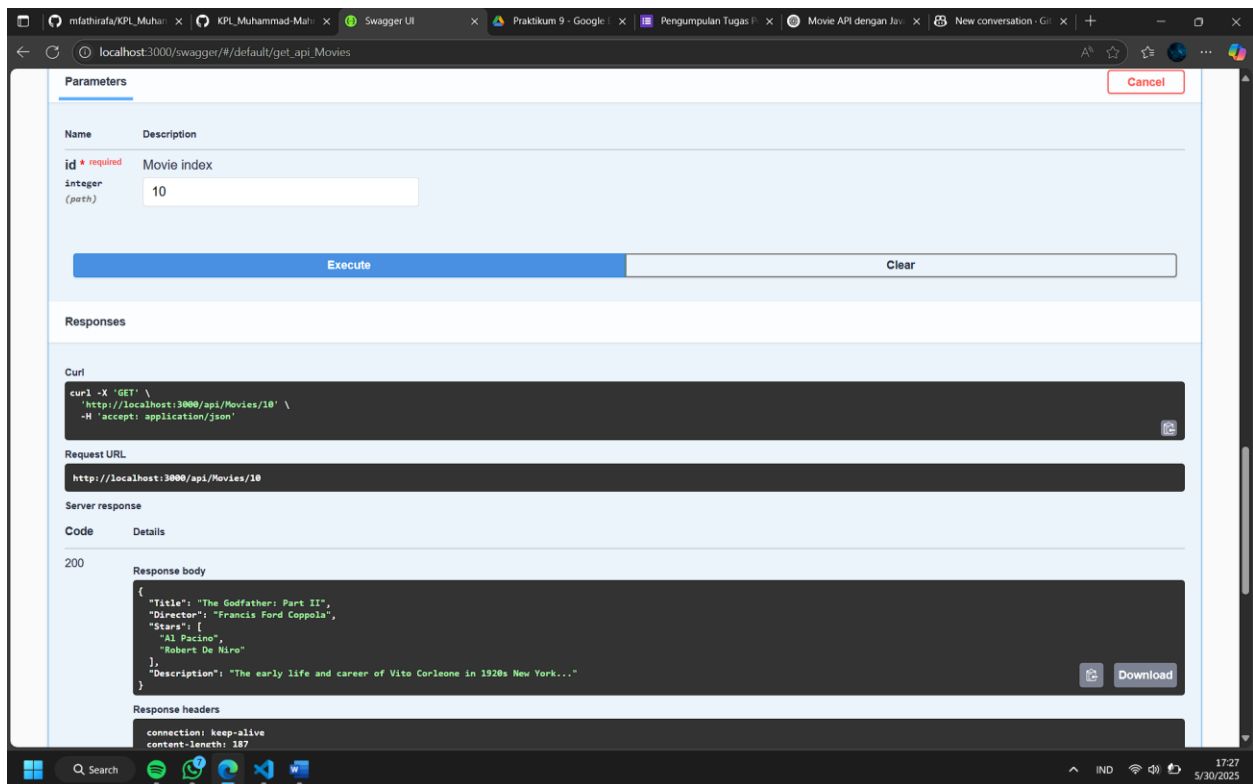 mfathirafa/KPL_Muham
KPL_Muhammad-Mah
Swagger UI
Praktikum 9 - Google
Pengumpulan Tugas P
Movie API dengan Jav
New conversation · Git
localhost:3000/swagger/#/default/get_api_Movies
Parameters
Cancel
Name Description
id * required Movie index
integer
(path)
10
Execute Clear
Responses
Curl
curl -X 'GET' \
'http://localhost:3000/api/Movies/10' \
-H 'accept: application/json'
Request URL
http://localhost:3000/api/Movies/10
Server response
Code Details
200
Response body
{
"Title": "The Godfather: Part II",
"Director": "Francis Ford Coppola",
"Stars": [
"Al Pacino",
"Robert De Niro"
],
"Description": "The early life and career of Vito Corleone in 1920s New York..."
}
Download
Response headers
connection: keep-alive
content-length: 187
Search
7
IND
17:27
5/30/2025